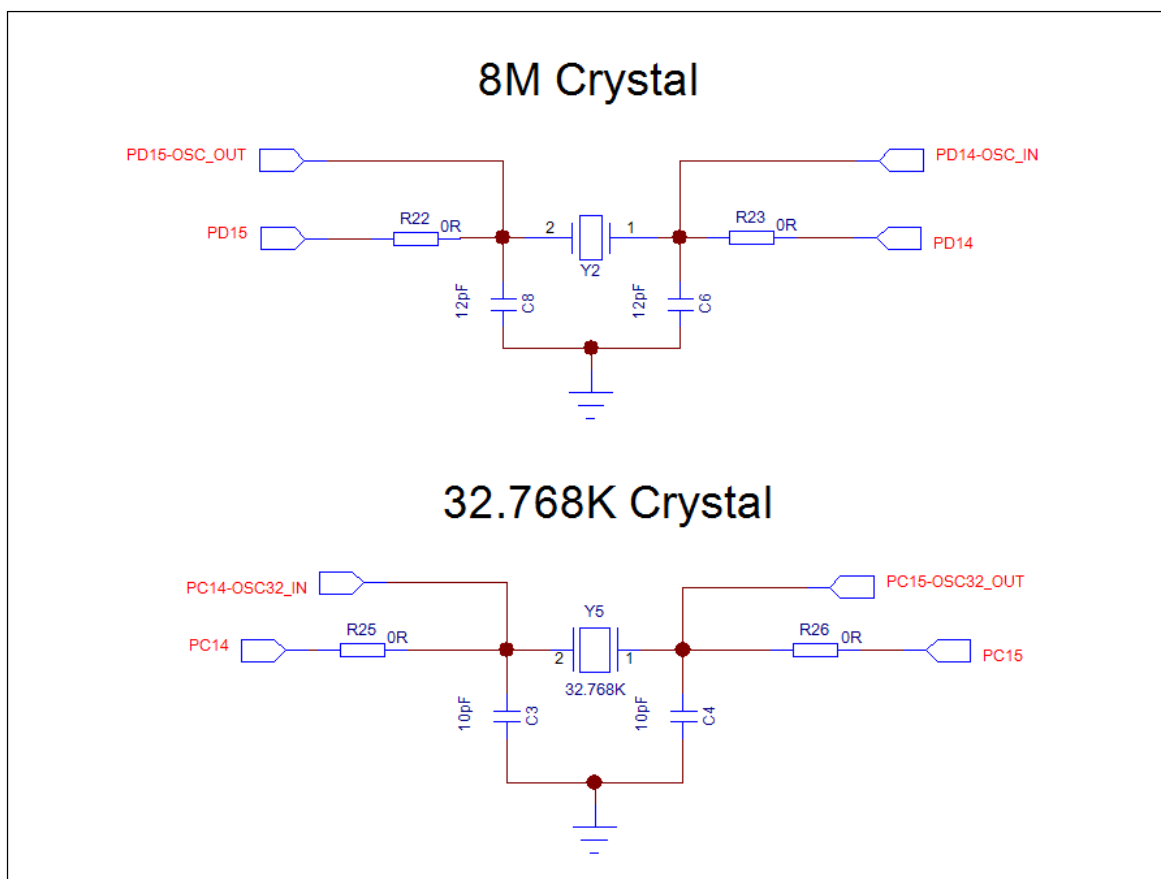 8M Crystal
PD15-OSC_OUT
PD14-OSC_IN
R22
0R
R23
0R
PD15
2
1
PD14
Y2
12pF
C8
12pF
C6
32.768K Crystal
PC14-OSC32_IN
PC15-OSC32_OUT
Y5
R25
0R
R26
0R
PC14
2
1
PC15
32.768K
10pF
C3
10pF
C4